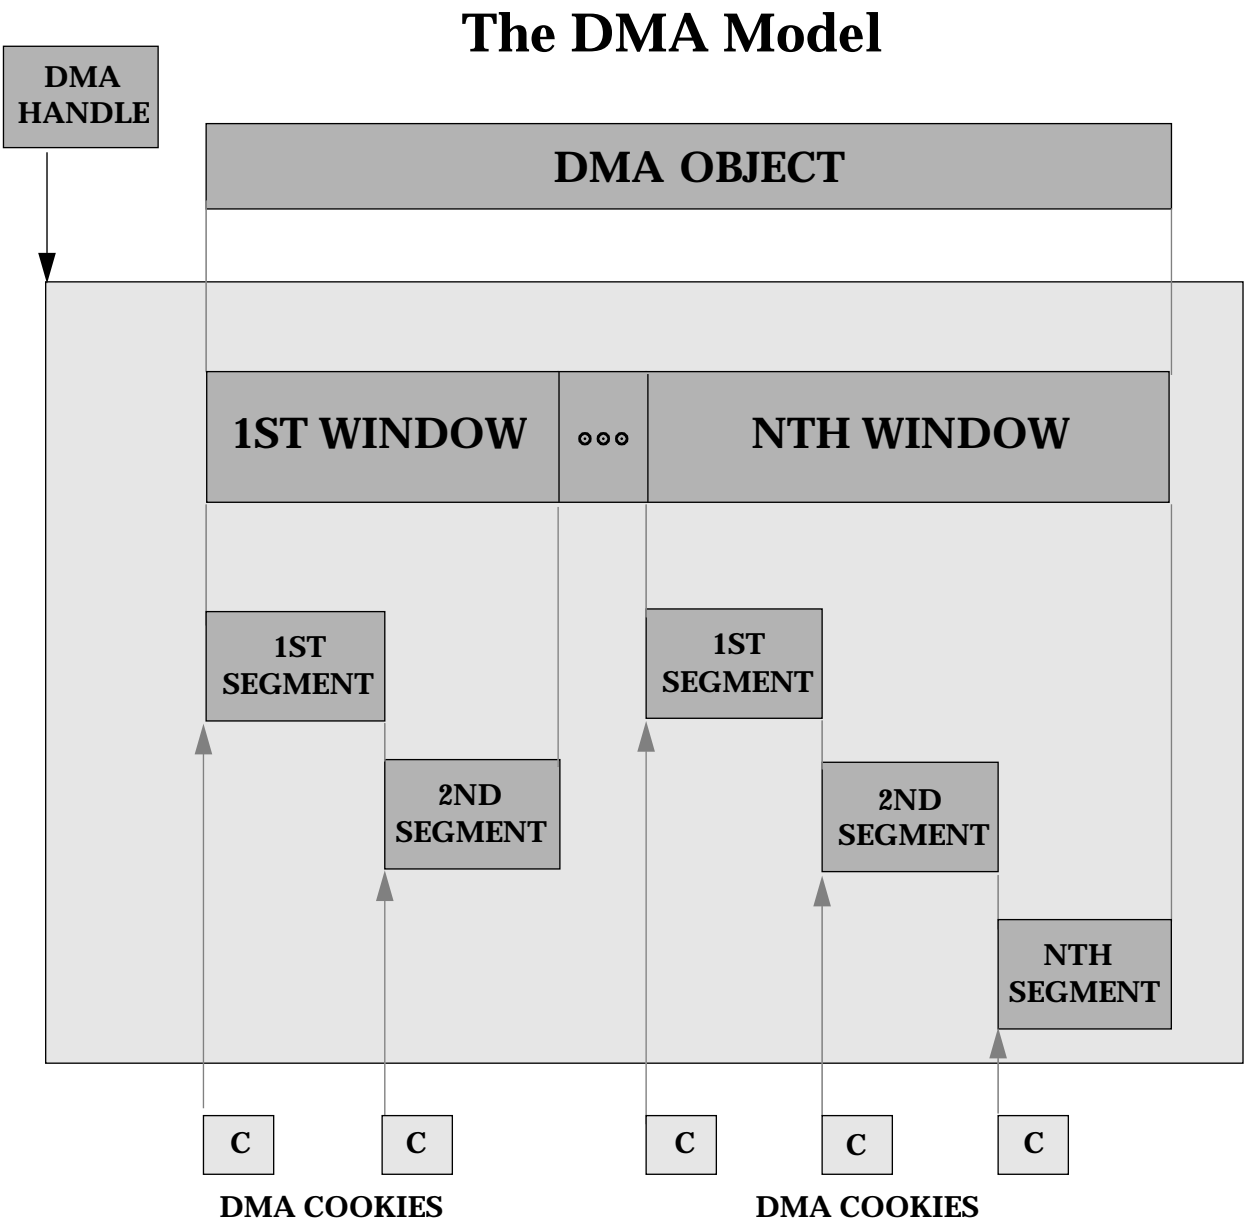 The DMA Model
DMA
HANDLE
DMA OBJECT
1ST WINDOW
NTH WINDOW
1ST
SEGMENT
1ST
SEGMENT
2ND
SEGMENT
2ND
SEGMENT
NTH
SEGMENT
C
C
C
C
C
DMA COOKIES
DMA COOKIES